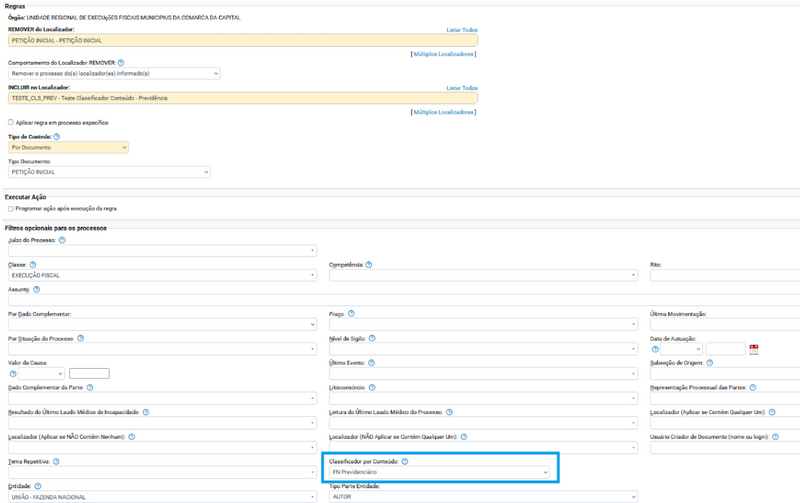 Regras
Órgão: UNIDADE REGIONAL DE EXECUÇÕES FISCAIS MUNICIPAIS DA COMARCA DA CAPITAL
REMOVER do Localizador: Listar Todos
PETIÇÃO INICIAL - PETIÇÃO INICIAL
[ Múltiplos Localizadores ]
Comportamento do Localizador REMOVER:
Remover o processo do(s) localizador(es) informado(s)
INCLUIR no Localizador: Listar Todos
TESTE_CLS_PREV - Teste Classificador Conteúdo - Previdência
[ Múltiplos Localizadores ]
Aplicar regra em processo específico
Tipo de Controle:
Por Documento
Tipo Documento:
PETIÇÃO INICIAL
Executar Ação
Programar ação após execução da regra
Filtros opcionais para os processos
Juízo do Processo:
Classe: Competência: Rito:
EXECUÇÃO FISCAL
Assunto:
Por Dado Complementar: Prazo: Última Movimentação:
Por Situação do Processo: Nível de Sigilo: Data de Autuação:
Valor da Causa: Último Evento: Subseção de Origem:
Dado Complementar da Parte: Litisconsórcio: Representação Processual das Partes:
Resultado do Último Laudo Médico de Incapacidade: Leitura do Último Laudo Médico do Processo: Localizador (Aplicar se Contém Qualquer Um):
Localizador (Aplicar se NÃO Contém Nenhum): Localizador (NÃO Aplicar se Contém Qualquer Um): Usuário Criador de Documento (nome ou login):
Tema Repetitivo: Classificador por Conteúdo:
FN Previdenciário
Entidade: Tipo Parte Entidade:
UNIÃO - FAZENDA NACIONAL AUTOR